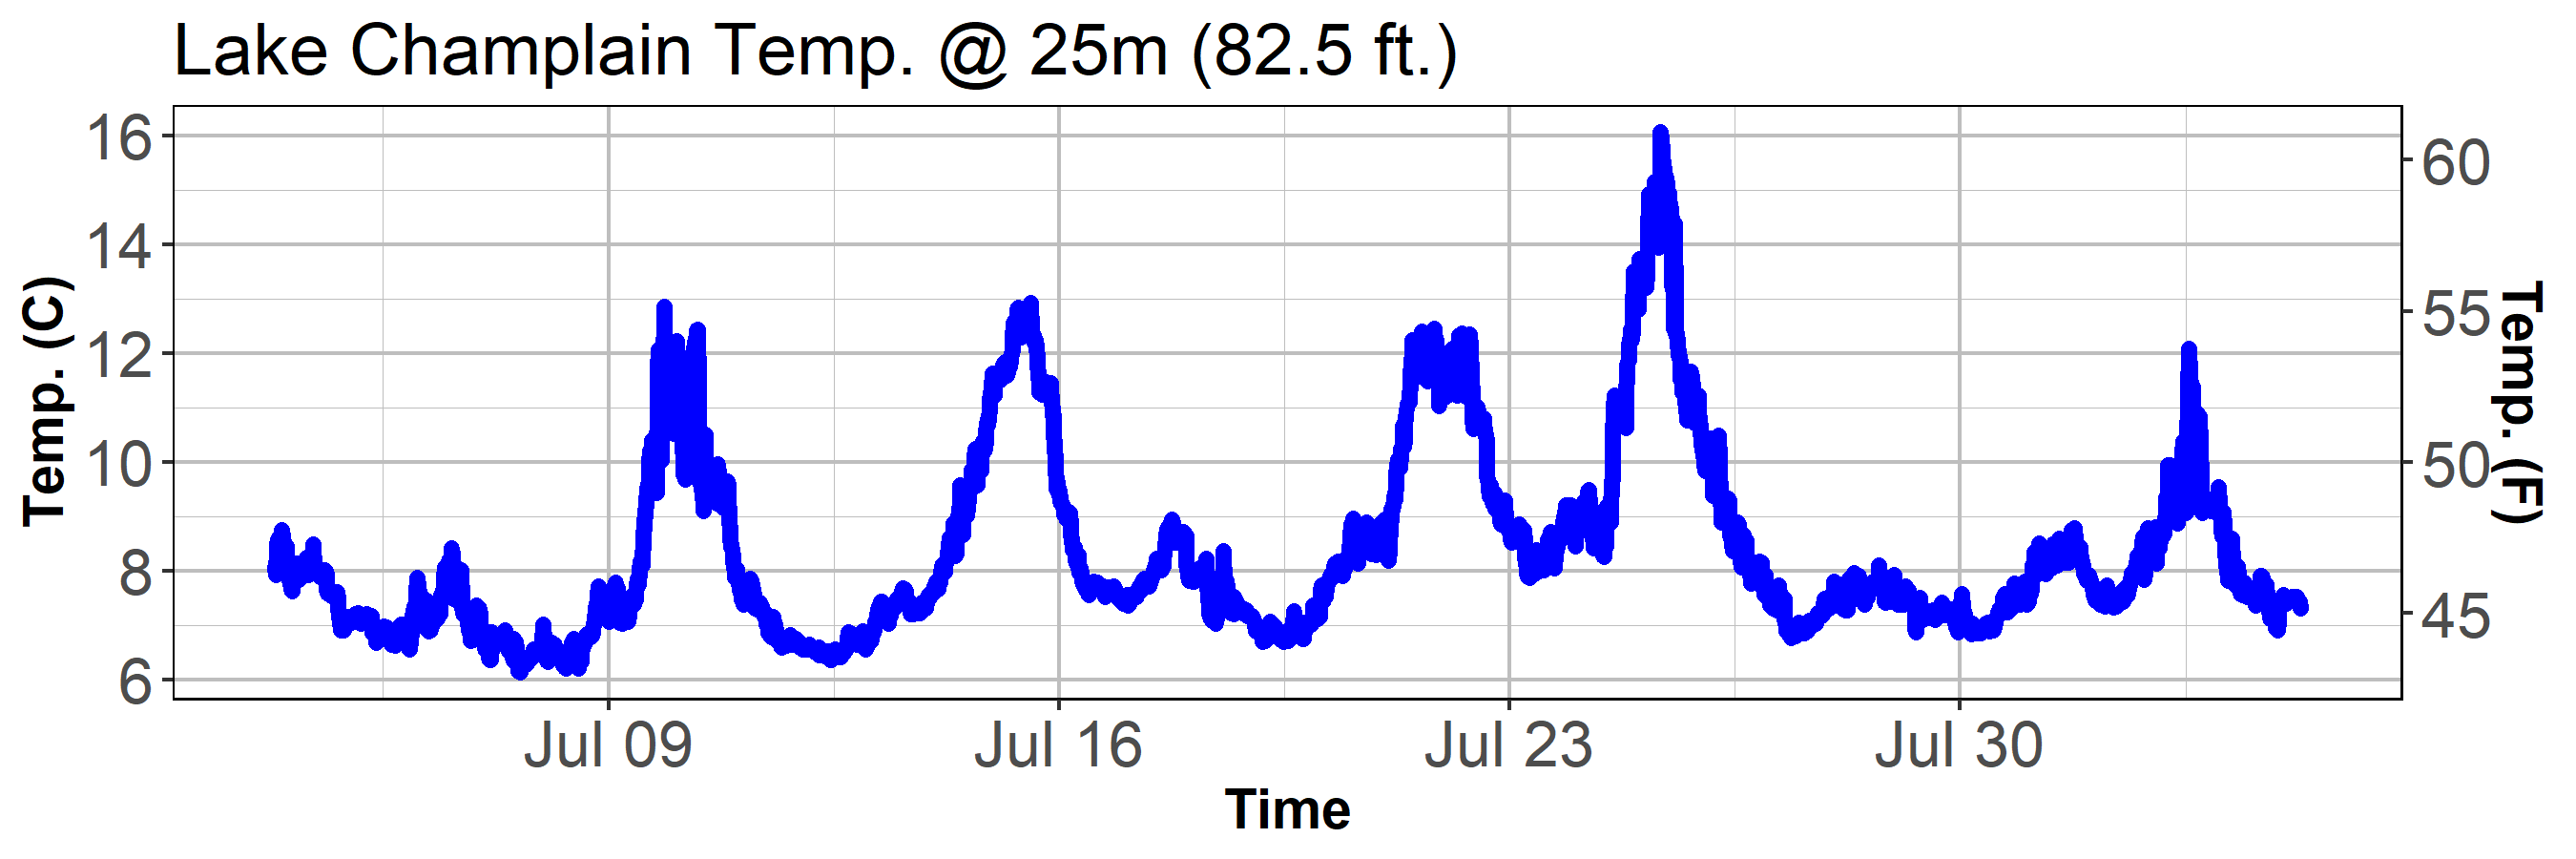 Lake Champlain Temp. @ 25m (82.5 ft.)
Temp. (C)
16
14
12
10
8
6
60
55
50
45
Temp. (F)
Jul 09 Jul 16 Jul 23 Jul 30
Time